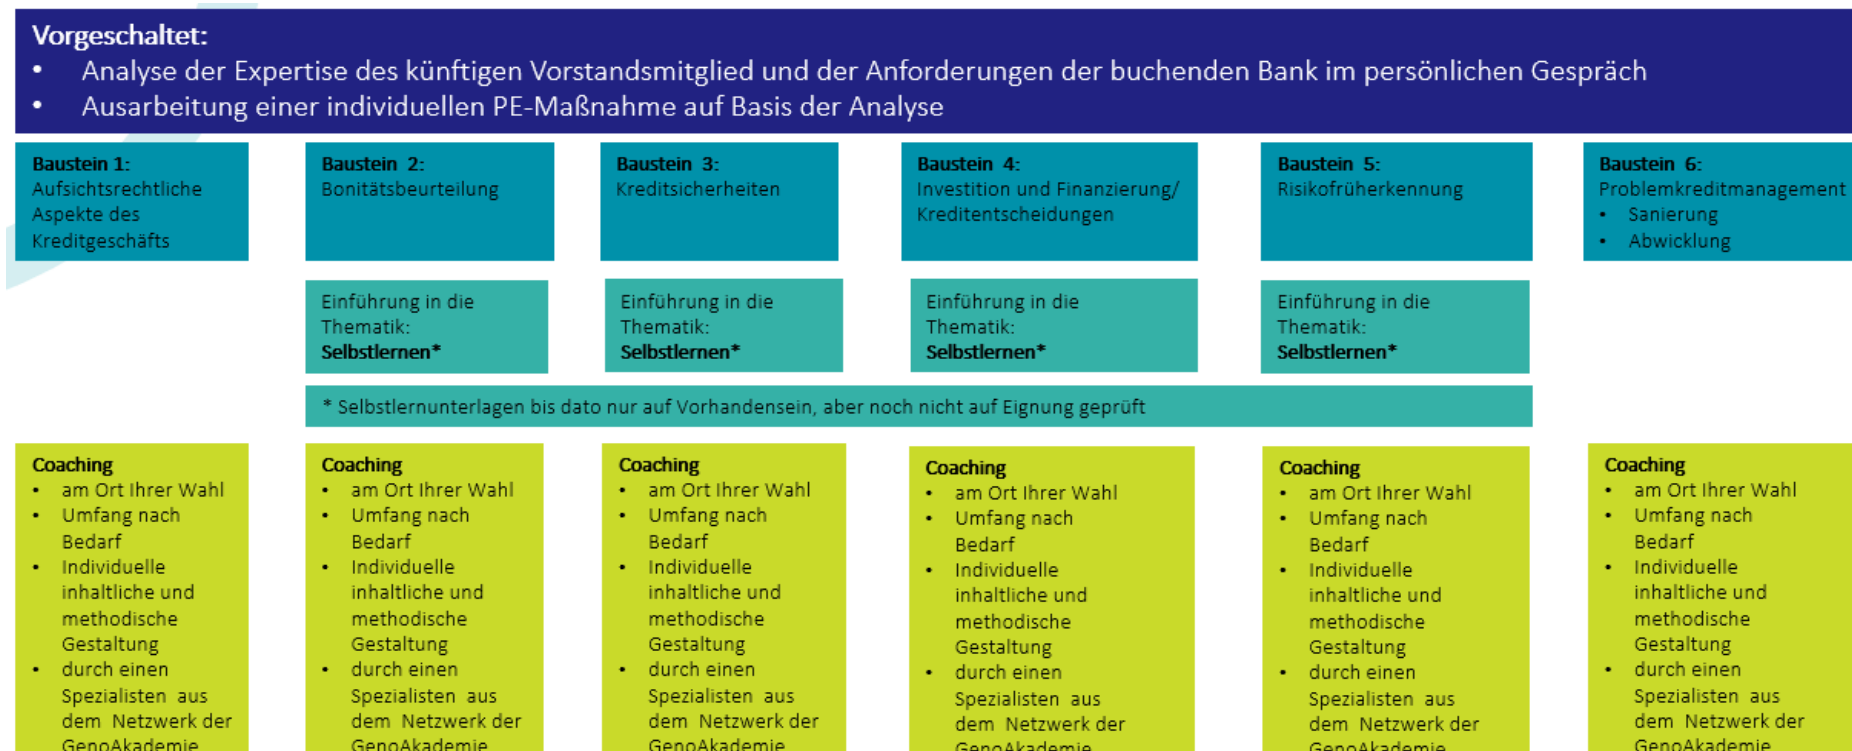 Vorgeschaltet:
• Analyse der Expertise des künftigen Vorstandsmitglied und der Anforderungen der buchenden Bank im persönlichen Gespräch
• Ausarbeitung einer individuellen PE-Maßnahme auf Basis der Analyse
Baustein 1:
Aufsichtsrechtliche
Aspekte des
Kreditgeschäfts
Baustein 2:
Bonitätsbeurteilung
Baustein 3:
Kreditsicherheiten
Baustein 4:
Investition und Finanzierung/
Kreditentscheidungen
Baustein 5:
Risikofrüherkennung
Baustein 6:
Problemkreditmanagement
• Sanierung
• Abwicklung
Einführung in die
Thematik:
Selbstlernen*
Einführung in die
Thematik:
Selbstlernen*
Einführung in die
Thematik:
Selbstlernen*
Einführung in die
Thematik:
Selbstlernen*
* Selbstlernunterlagen bis dato nur auf Vorhandensein, aber noch nicht auf Eignung geprüft
Coaching
• am Ort Ihrer Wahl
• Umfang nach
Bedarf
• Individuelle
inhaltliche und
methodische
Gestaltung
• durch einen
Spezialisten aus
dem Netzwerk der
GenoAkademie
Coaching
• am Ort Ihrer Wahl
• Umfang nach
Bedarf
• Individuelle
inhaltliche und
methodische
Gestaltung
• durch einen
Spezialisten aus
dem Netzwerk der
GenoAkademie
Coaching
• am Ort Ihrer Wahl
• Umfang nach
Bedarf
• Individuelle
inhaltliche und
methodische
Gestaltung
• durch einen
Spezialisten aus
dem Netzwerk der
GenoAkademie
Coaching
• am Ort Ihrer Wahl
• Umfang nach
Bedarf
• Individuelle
inhaltliche und
methodische
Gestaltung
• durch einen
Spezialisten aus
dem Netzwerk der
GenoAkademie
Coaching
• am Ort Ihrer Wahl
• Umfang nach
Bedarf
• Individuelle
inhaltliche und
methodische
Gestaltung
• durch einen
Spezialisten aus
dem Netzwerk der
GenoAkademie
Coaching
• am Ort Ihrer Wahl
• Umfang nach
Bedarf
• Individuelle
inhaltliche und
methodische
Gestaltung
• durch einen
Spezialisten aus
dem Netzwerk der
GenoAkademie